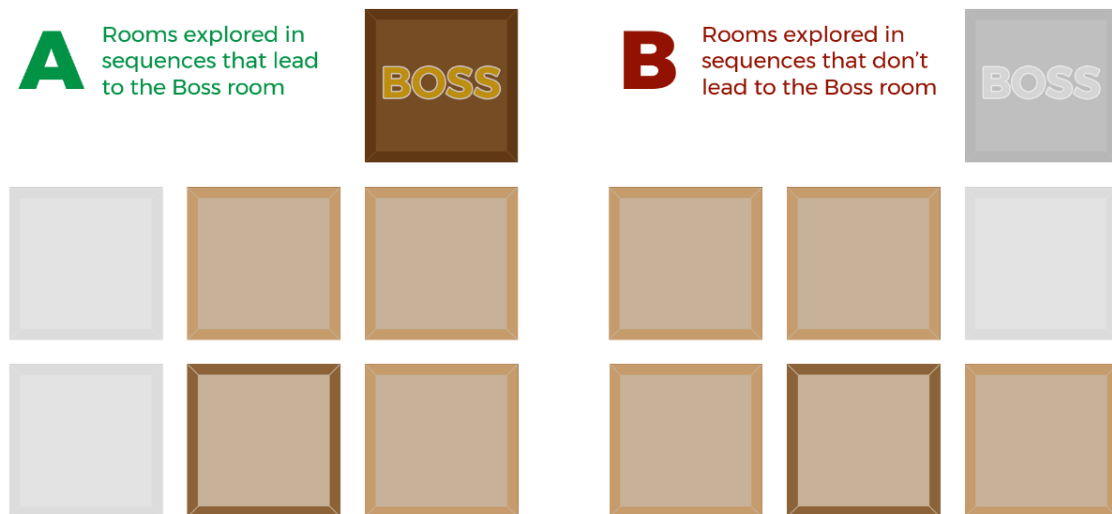 A
Rooms explored in
sequences that lead
to the Boss room
BOSS
B
Rooms explored in
sequences that don’t
lead to the Boss room
BOSS